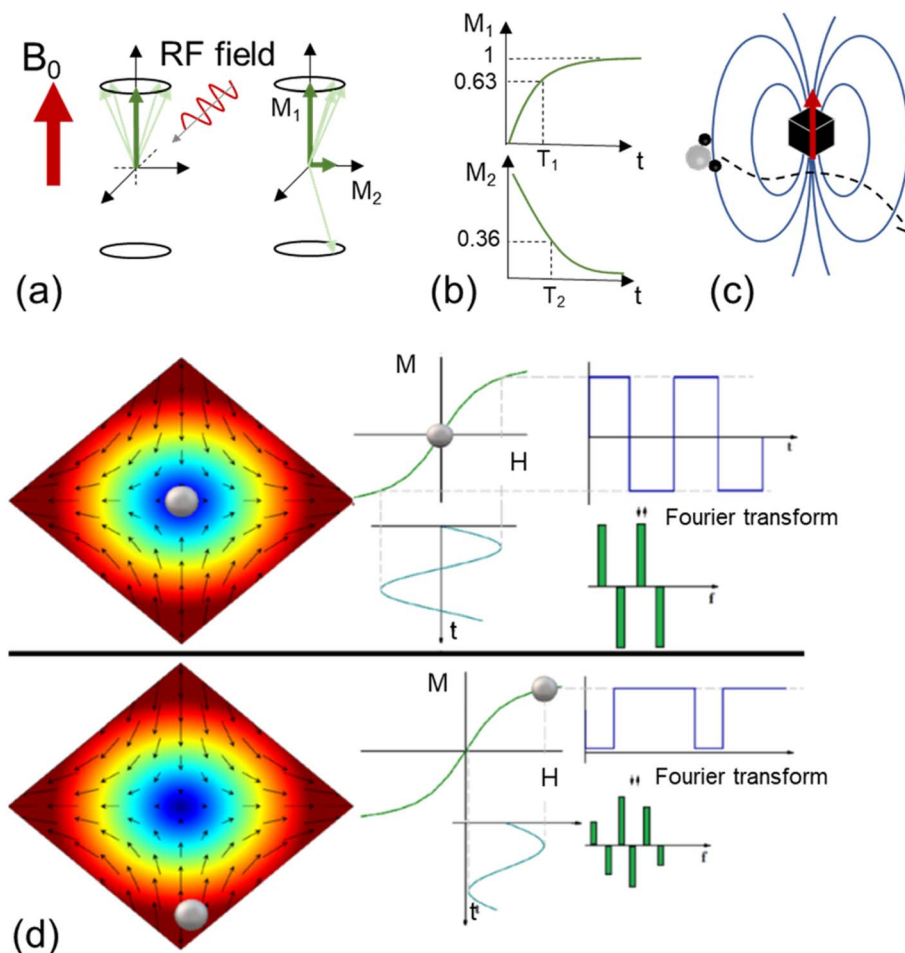 B0
RF field
M1
M2
(a)
M1
1
0.63
T1
t
M2
0.36
T2
t
(b)
(c)
M
H
t
t
Fourier transform
f
M
H
t
Fourier transform
f
(d)